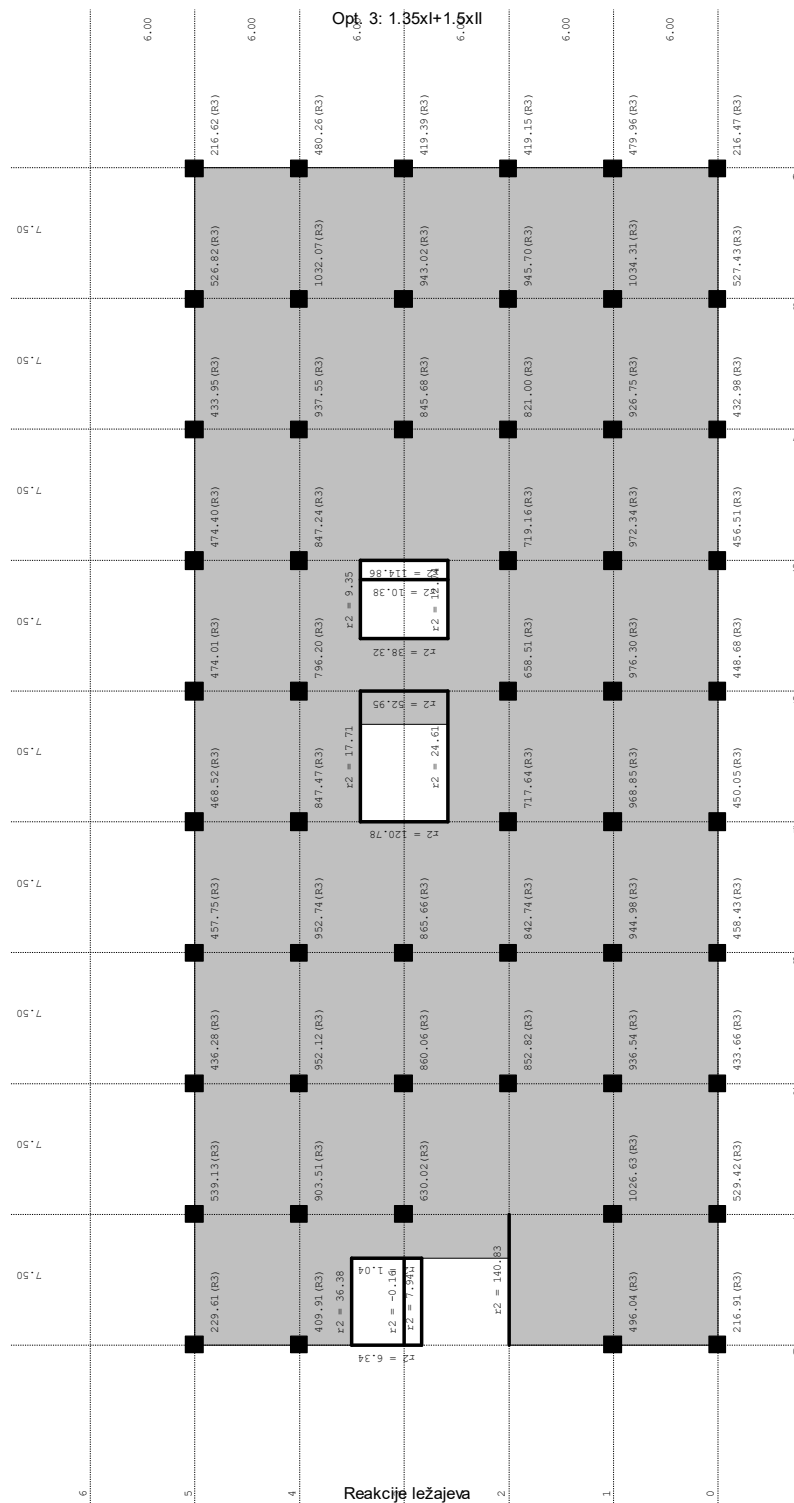 Opt. 3: 1.35xI+1.5xII
6.00
6.00
6.00
6.00
6.00
6.00
216.62(R3)
480.26(R3)
419.39(R3)
419.15(R3)
479.96(R3)
216.47(R3)
7.50
526.82(R3)
1032.07(R3)
943.02(R3)
945.70(R3)
1034.31(R3)
527.43(R3)
7.50
433.95(R3)
937.55(R3)
845.68(R3)
821.00(R3)
926.75(R3)
432.98(R3)
7.50
474.40(R3)
847.24(R3)
719.16(R3)
972.34(R3)
456.51(R3)
r2 = 114.86
r2 = 9.35
r2 = 10.38
7.50
474.01(R3)
796.20(R3)
r2 = 38.32
658.51(R3)
976.30(R3)
448.68(R3)
r2 = 52.95
7.50
r2 = 17.71
r2 = 24.61
468.52(R3)
847.47(R3)
717.64(R3)
968.85(R3)
450.05(R3)
r2 = 120.78
7.50
457.75(R3)
952.74(R3)
865.66(R3)
842.74(R3)
944.98(R3)
458.43(R3)
7.50
436.28(R3)
952.12(R3)
860.06(R3)
852.82(R3)
936.54(R3)
433.66(R3)
7.50
539.13(R3)
903.51(R3)
630.02(R3)
1026.63(R3)
529.42(R3)
7.50
229.61(R3)
409.91(R3)
r2 = 36.38
r2 = 1.04
r2 = -0.16
r2 = 7.94
r2 = 140.83
496.04(R3)
216.91(R3)
r2 = 6.34
6
5
4
2
1
0
Reakcije ležajeva